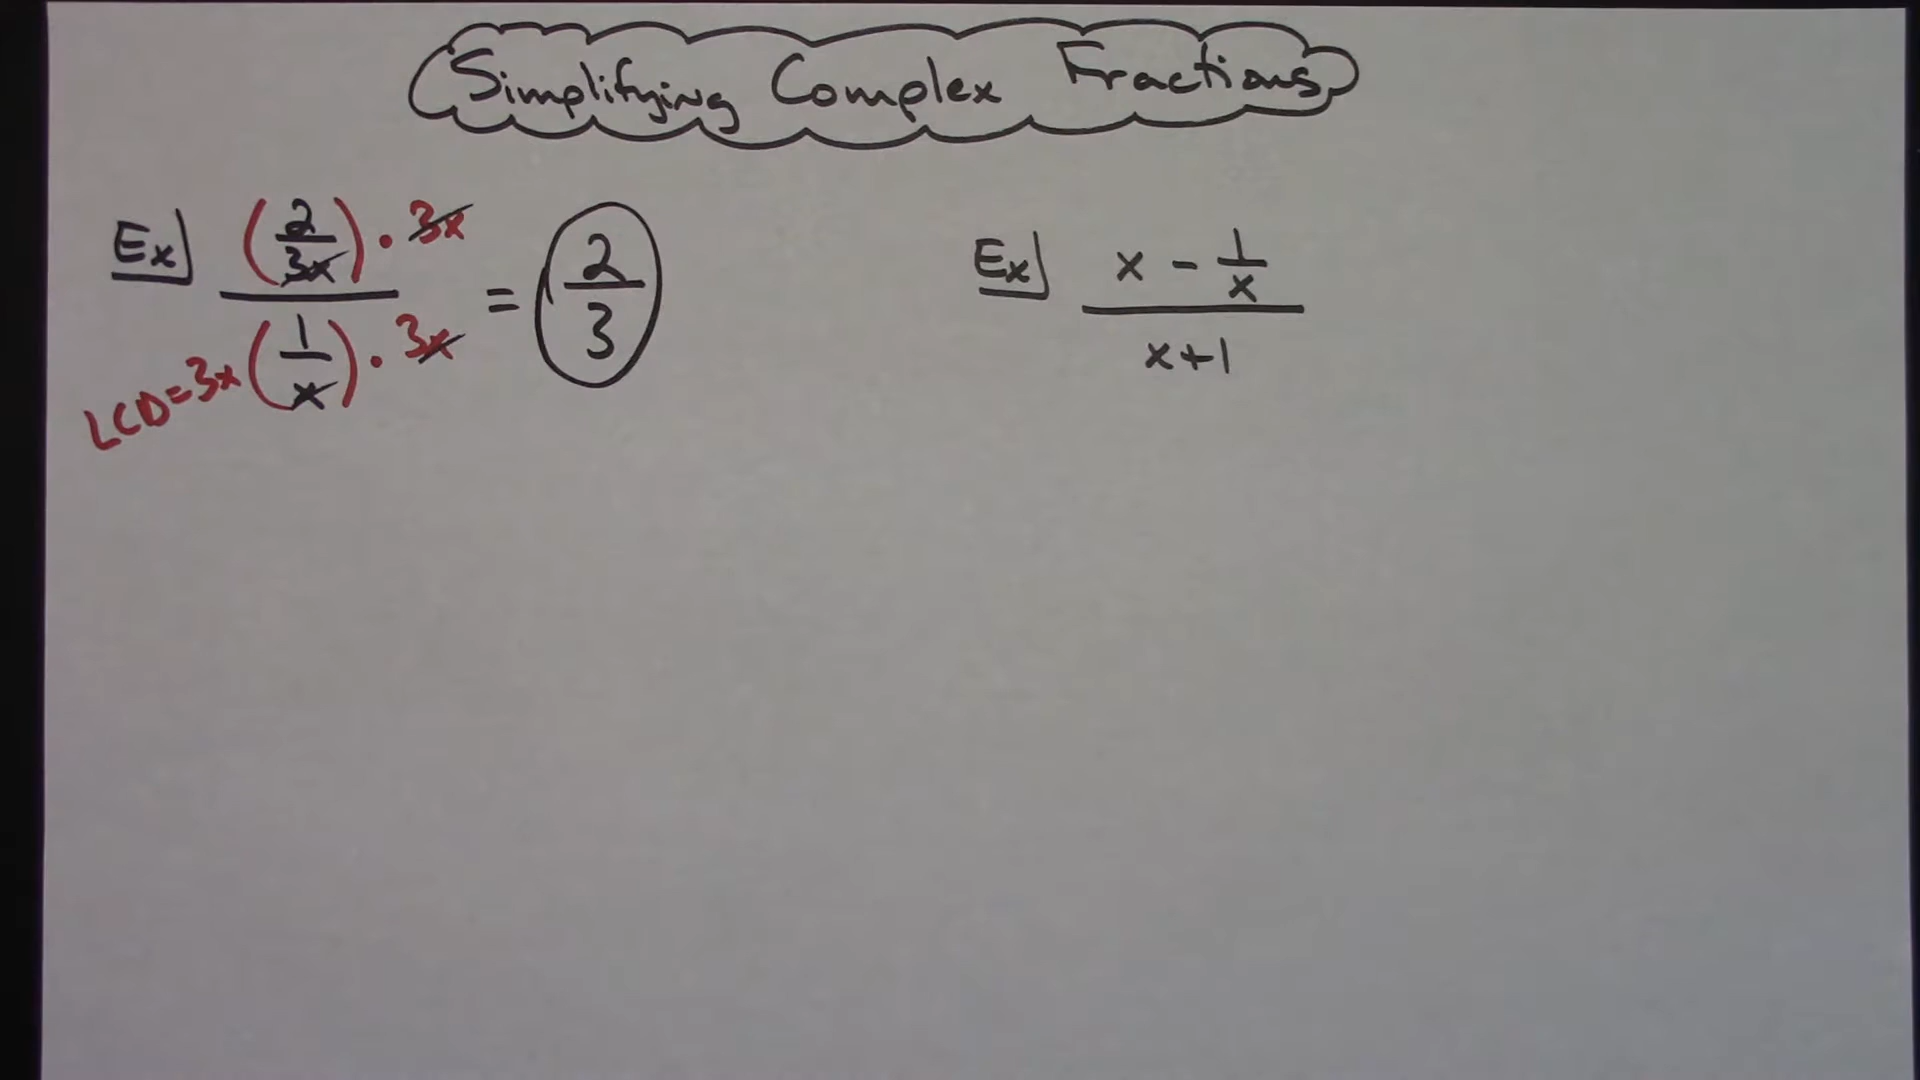 Simplifying Complex Fractions
Ex] (2/3x) · 3x
LCD=3x (1/x) · 3x
= 2/3
Ex] x - 1/x
x+1